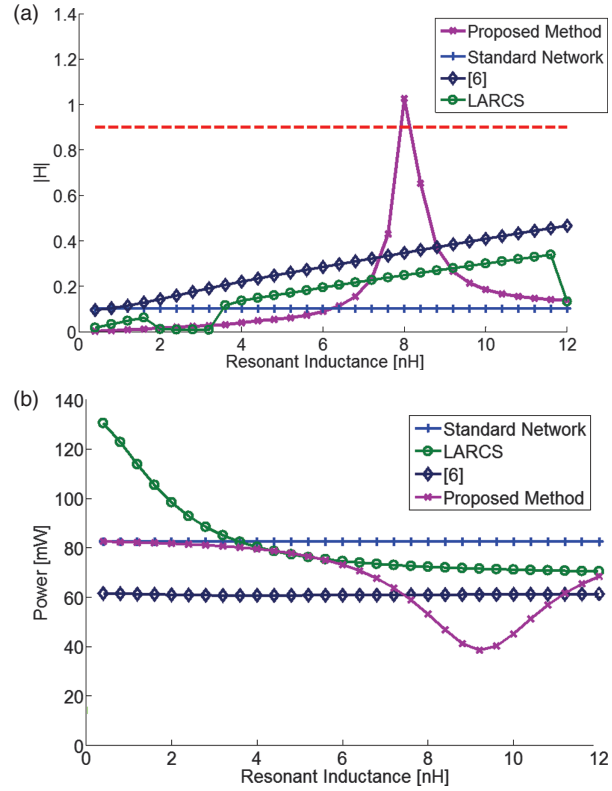 (a)
1.4
1.2
1
0.8
0.6
0.4
0.2
0
|H|
Proposed Method
Standard Network
[6]
LARCS
0 2 4 6 8 10 12
Resonant Inductance [nH]
(b)
140
120
100
80
60
40
20
0
Power [mW]
Standard Network
LARCS
[6]
Proposed Method
0 2 4 6 8 10 12
Resonant Inductance [nH]